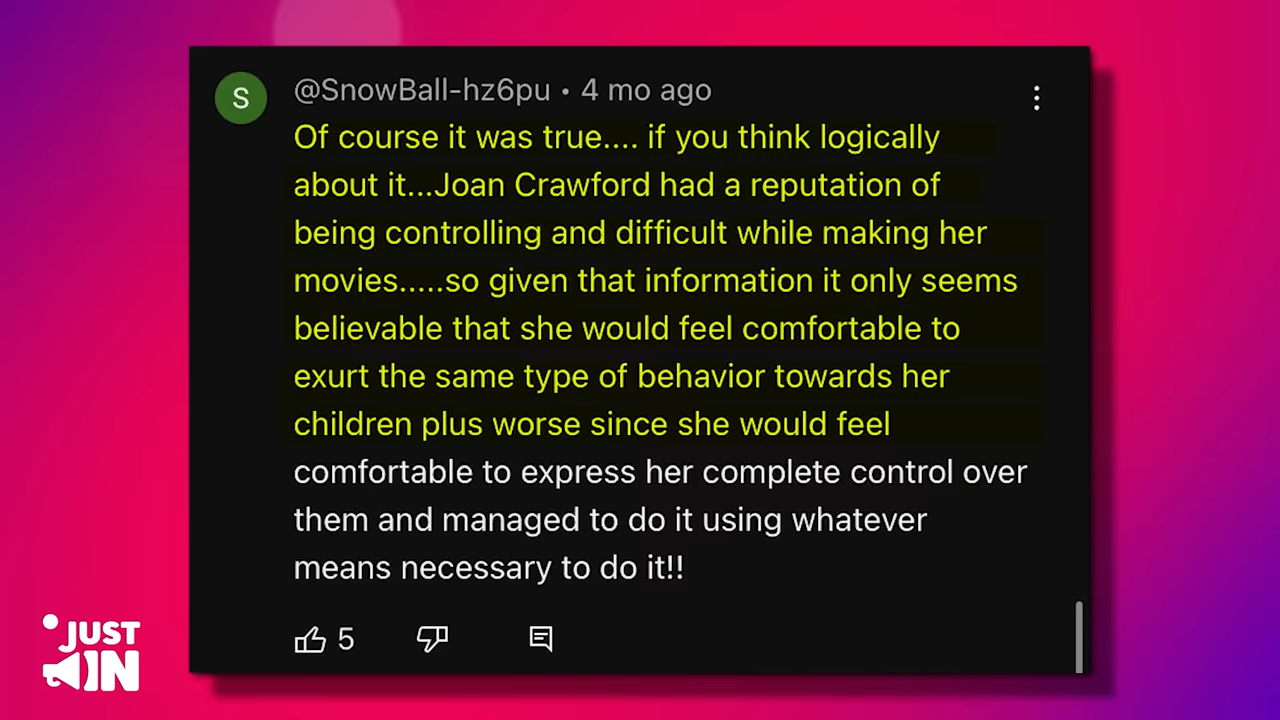 S
@SnowBall-hz6pu • 4 mo ago
Of course it was true.... if you think logically
about it...Joan Crawford had a reputation of
being controlling and difficult while making her
movies.....so given that information it only seems
believable that she would feel comfortable to
exurt the same type of behavior towards her
children plus worse since she would feel
comfortable to express her complete control over
them and managed to do it using whatever
means necessary to do it!!
5
JUST
IN